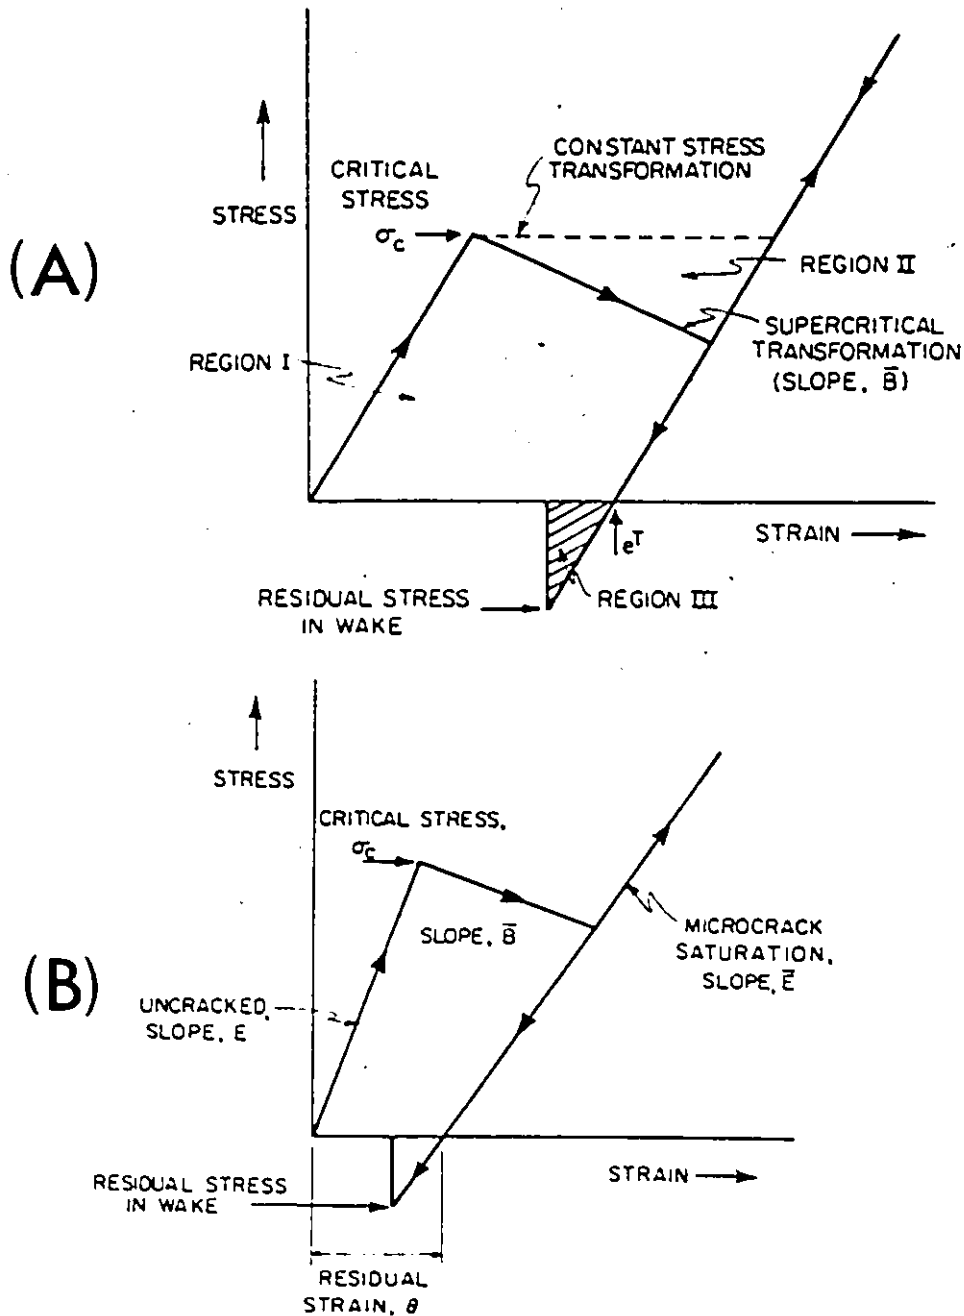 (A)
STRESS
CRITICAL
STRESS
σc
CONSTANT STRESS
TRANSFORMATION
REGION II
SUPERCRITICAL
TRANSFORMATION
(SLOPE, B̄)
REGION I
STRAIN
eT
REGION III
RESIDUAL STRESS
IN WAKE
(B)
STRESS
CRITICAL STRESS,
σc
SLOPE, B̄
MICROCRACK
SATURATION,
SLOPE, Ē
UNCRACKED,
SLOPE, E
STRAIN
RESIDUAL STRESS
IN WAKE
RESIDUAL
STRAIN, θ